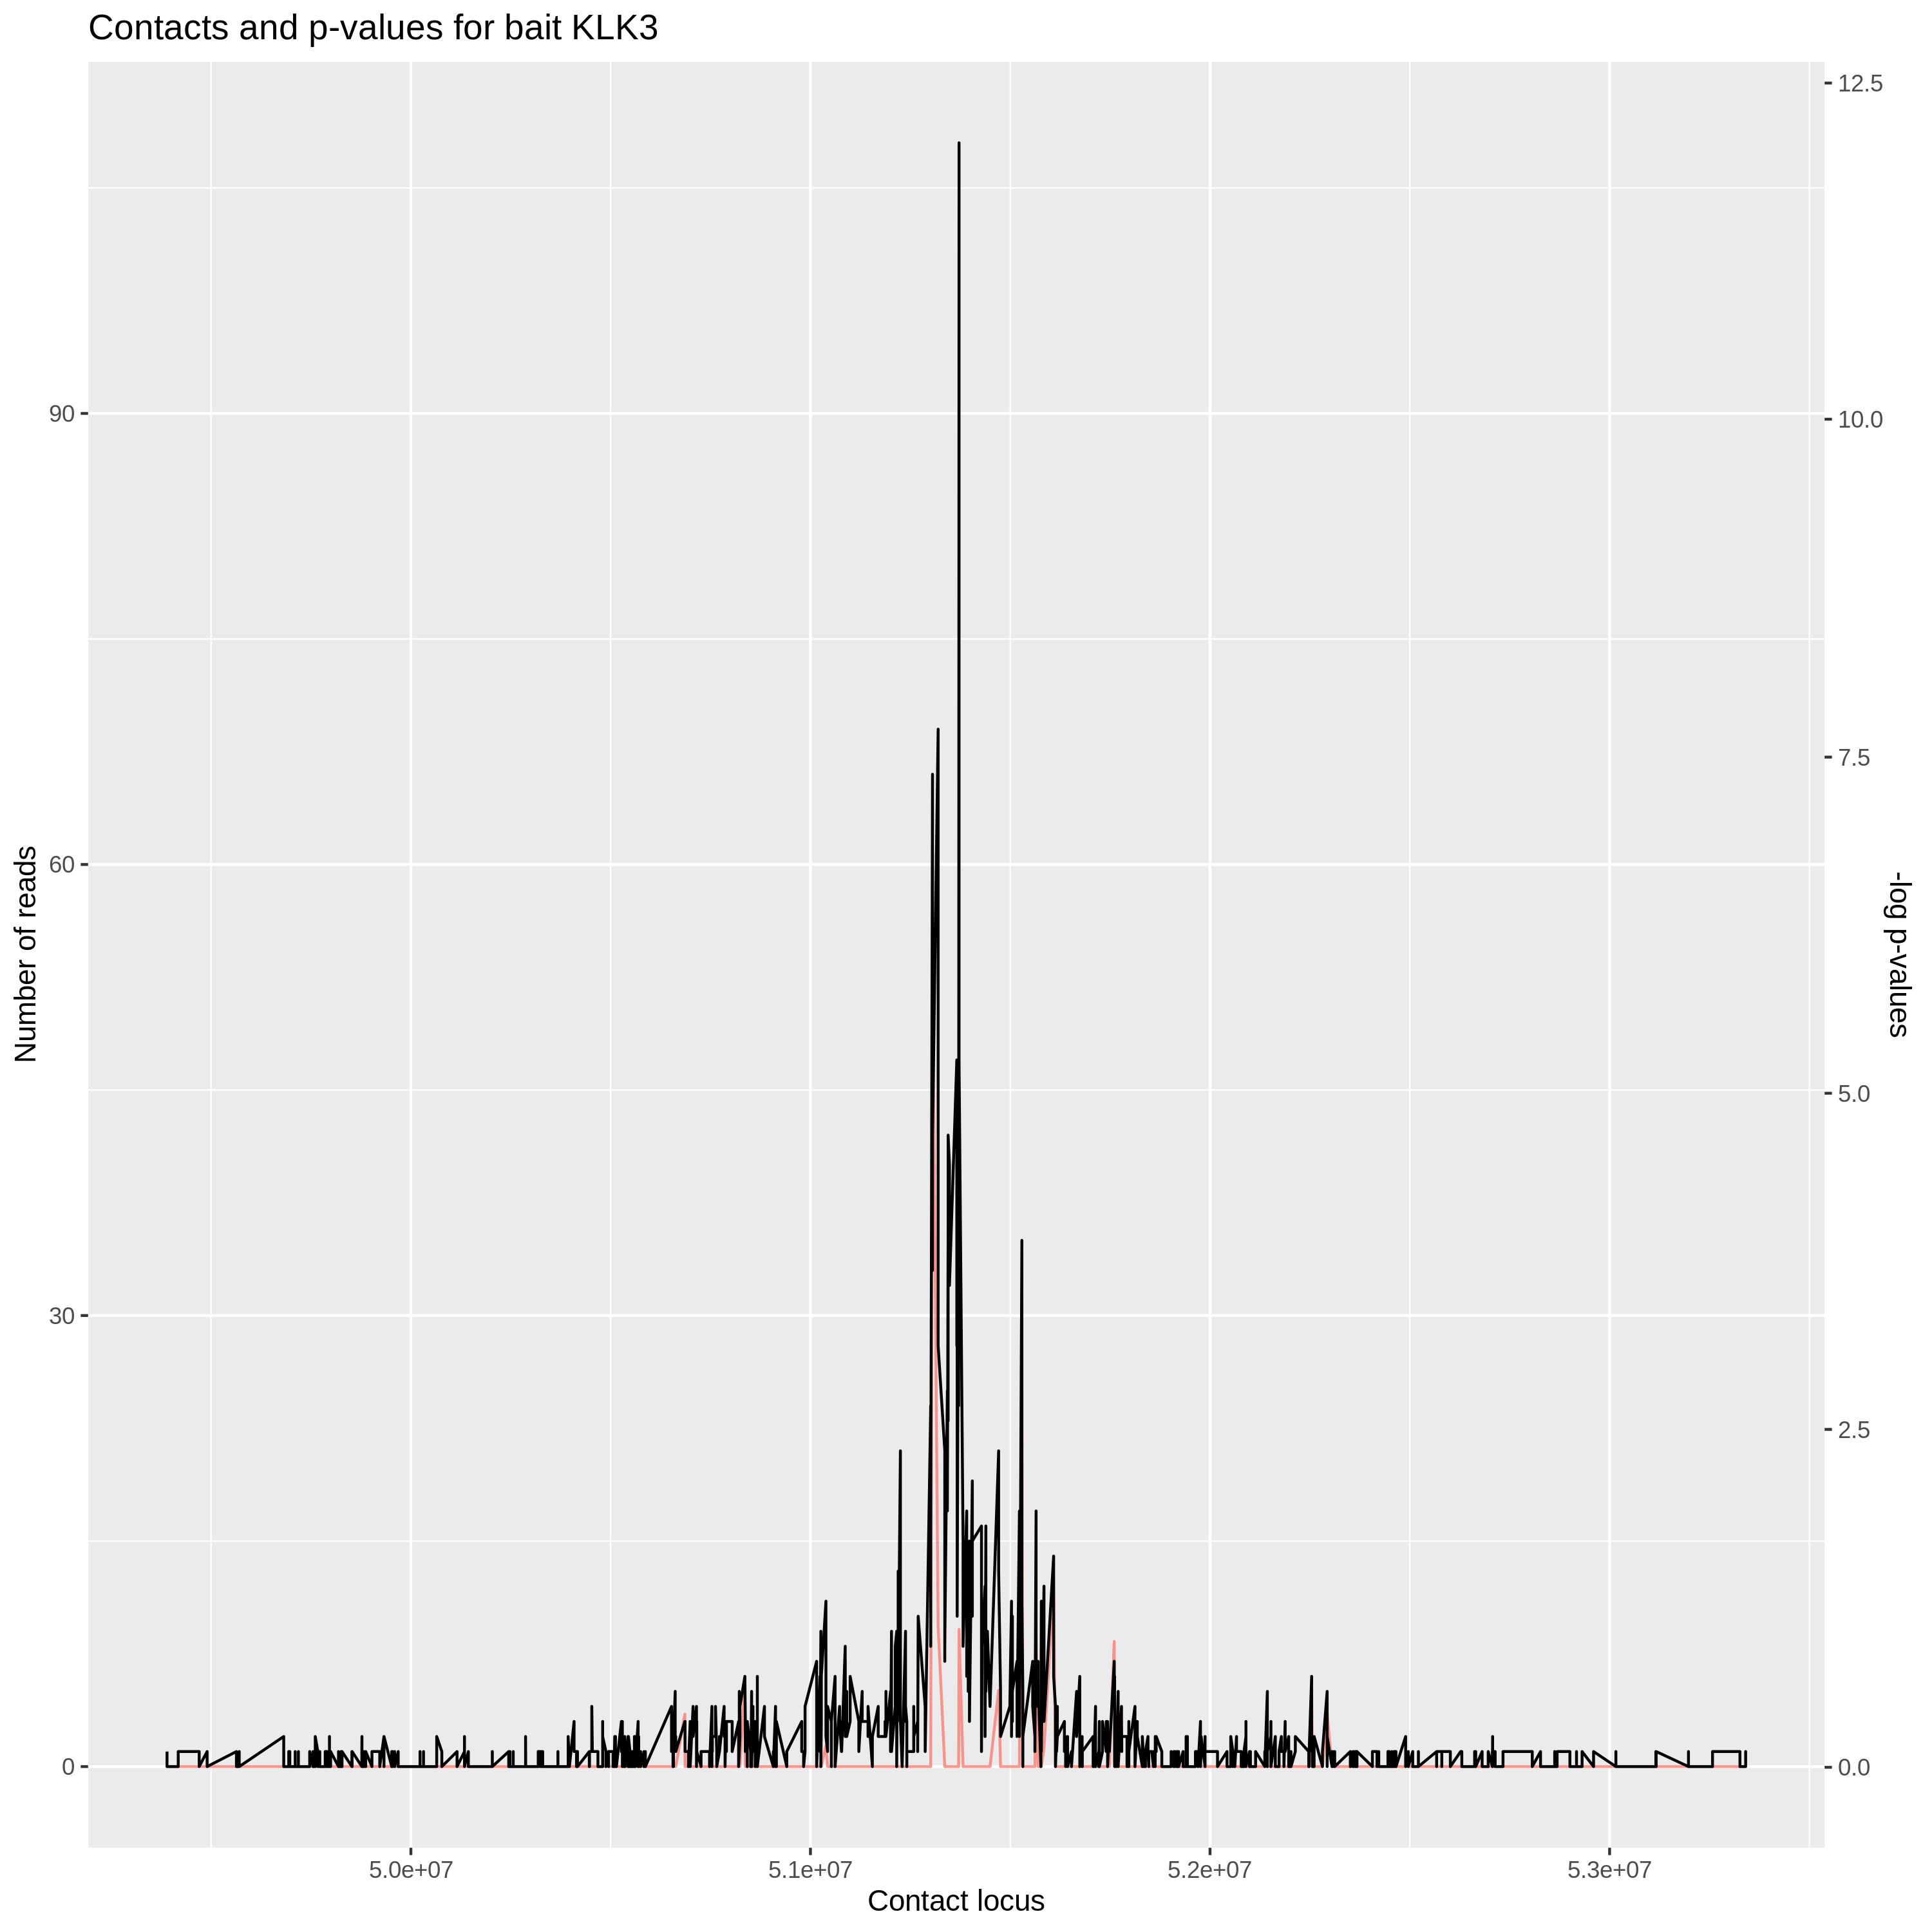 Contacts and p-values for bait KLK3
12.5
90
10.0
7.5
60
Number of reads
-log p-values
5.0
30
2.5
0
0.0
5.0e+07
5.1e+07
5.2e+07
5.3e+07
Contact locus